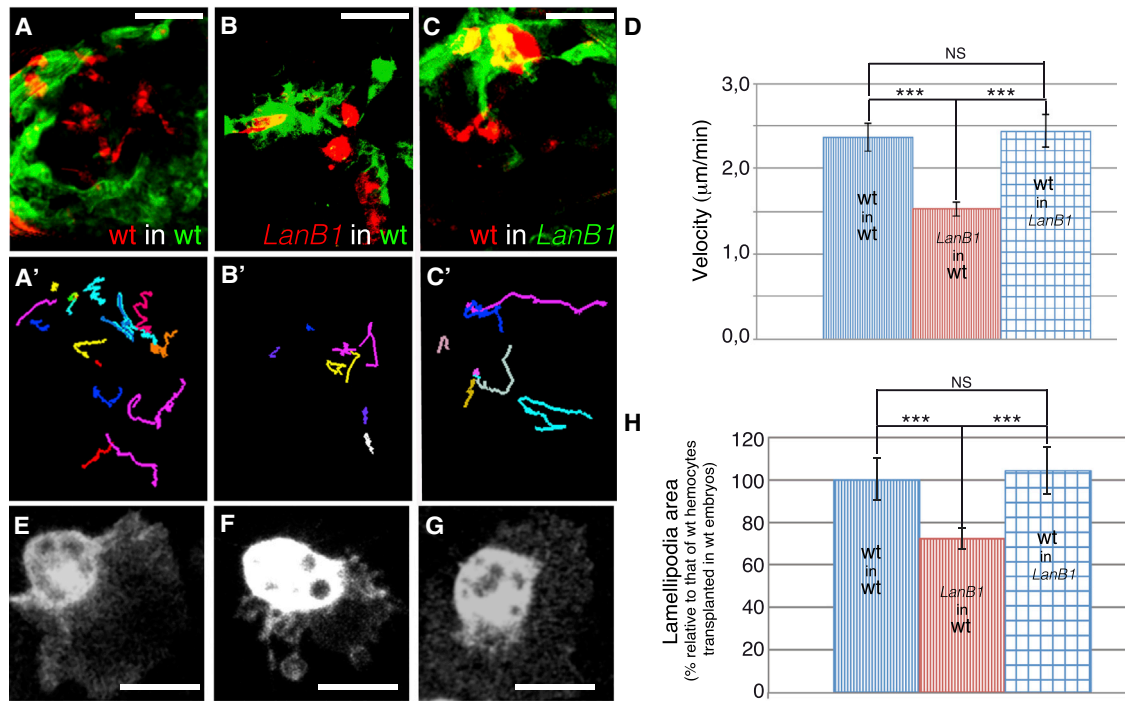 A
B
C
D
wt in wt
LanB1 in wt
wt in LanB1
A’
B’
C’
E
F
G
NS
*** ***
Velocity (μm/min)
3,0
2,0
1,0
0,0
wt
in
wt
LanB1
in
wt
wt
in
LanB1
H
NS
*** ***
Lamellipodia area
(% relative to that of wt hemocytes
transplanted in wt embryos)
120
100
80
60
40
20
0
wt
in
wt
LanB1
in
wt
wt
in
LanB1